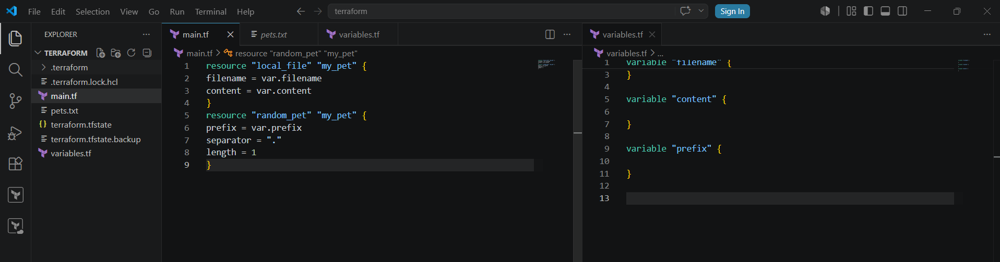 File Edit Selection View Go Run Terminal Help terraform Sign In
EXPLORER
TERRAFORM
.terraform
.terraform.lock.hcl
main.tf
pets.txt
{} terraform.tfstate
terraform.tfstate.backup
variables.tf
main.tf pets.txt variables.tf
main.tf > resource "random_pet" "my_pet"
1 resource "local_file" "my_pet" {
2 filename = var.filename
3 content = var.content
4 }
5 resource "random_pet" "my_pet" {
6 prefix = var.prefix
7 separator = "."
8 length = 1
9 }
variables.tf
variables.tf > ...
1 variable "filename" {
3 }
4
5 variable "content" {
6
7 }
8
9 variable "prefix" {
10
11 }
12
13